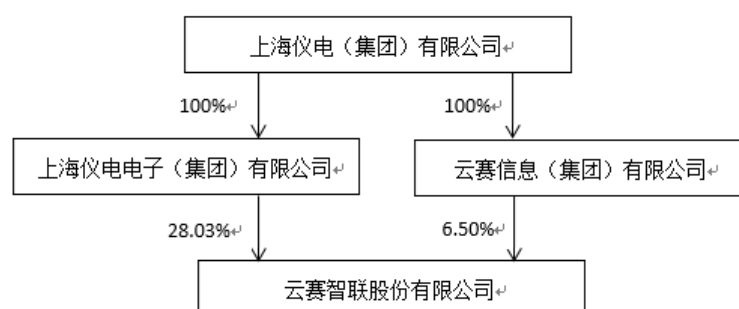 上海仪电（集团）有限公司
100%
100%
上海仪电电子（集团）有限公司
云赛信息（集团）有限公司
28.03%
6.50%
云赛智联股份有限公司